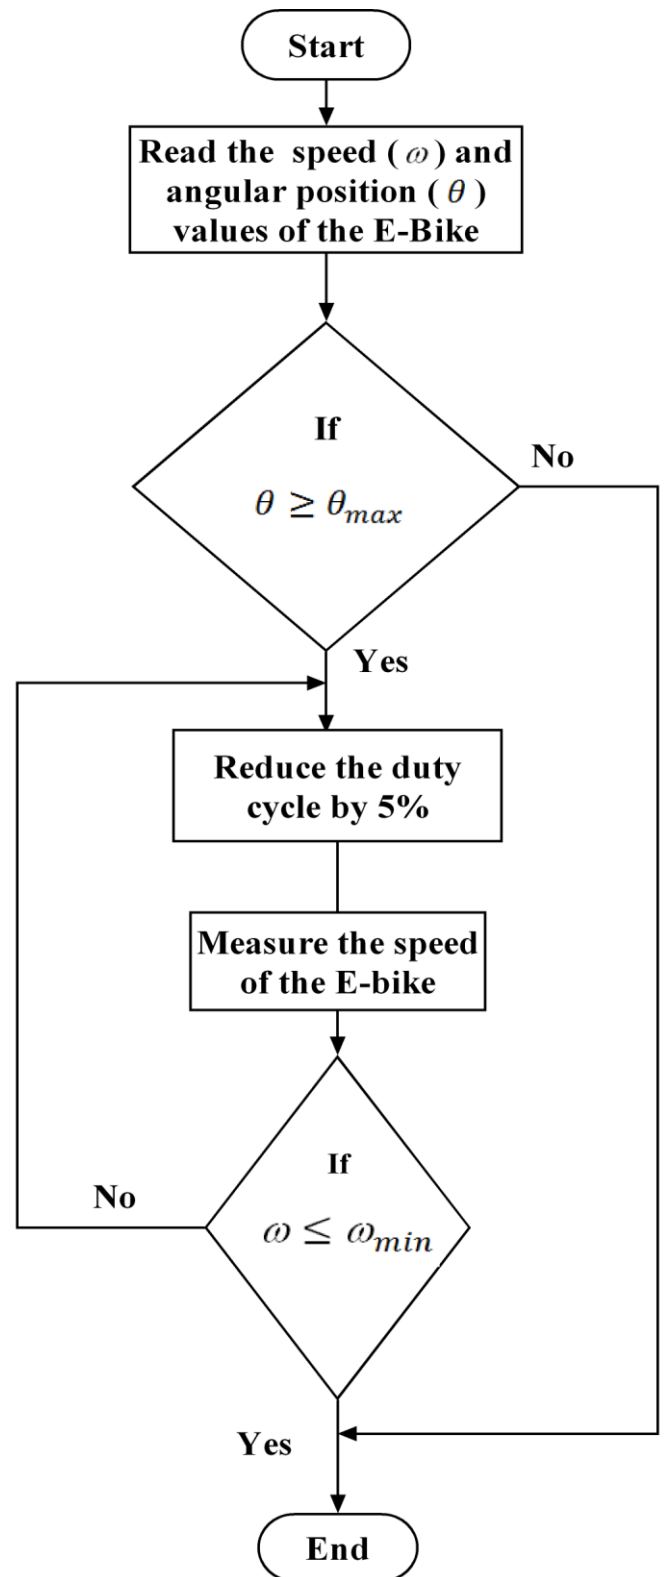 Start
Read the speed ( ω ) and
angular position ( θ )
values of the E-Bike
If
θ ≥ θmax
No
Yes
Reduce the duty
cycle by 5%
Measure the speed
of the E-bike
If
ω ≤ ωmin
No
Yes
End